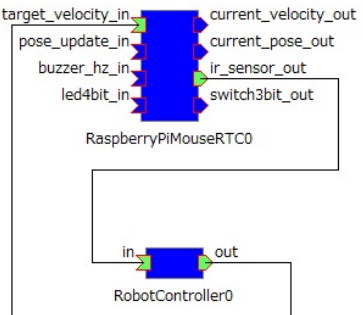 target_velocity_in current_velocity_out
pose_update_in current_pose_out
buzzer_hz_in ir_sensor_out
led4bit_in switch3bit_out
RaspberryPiMouseRTC0
in out
RobotController0